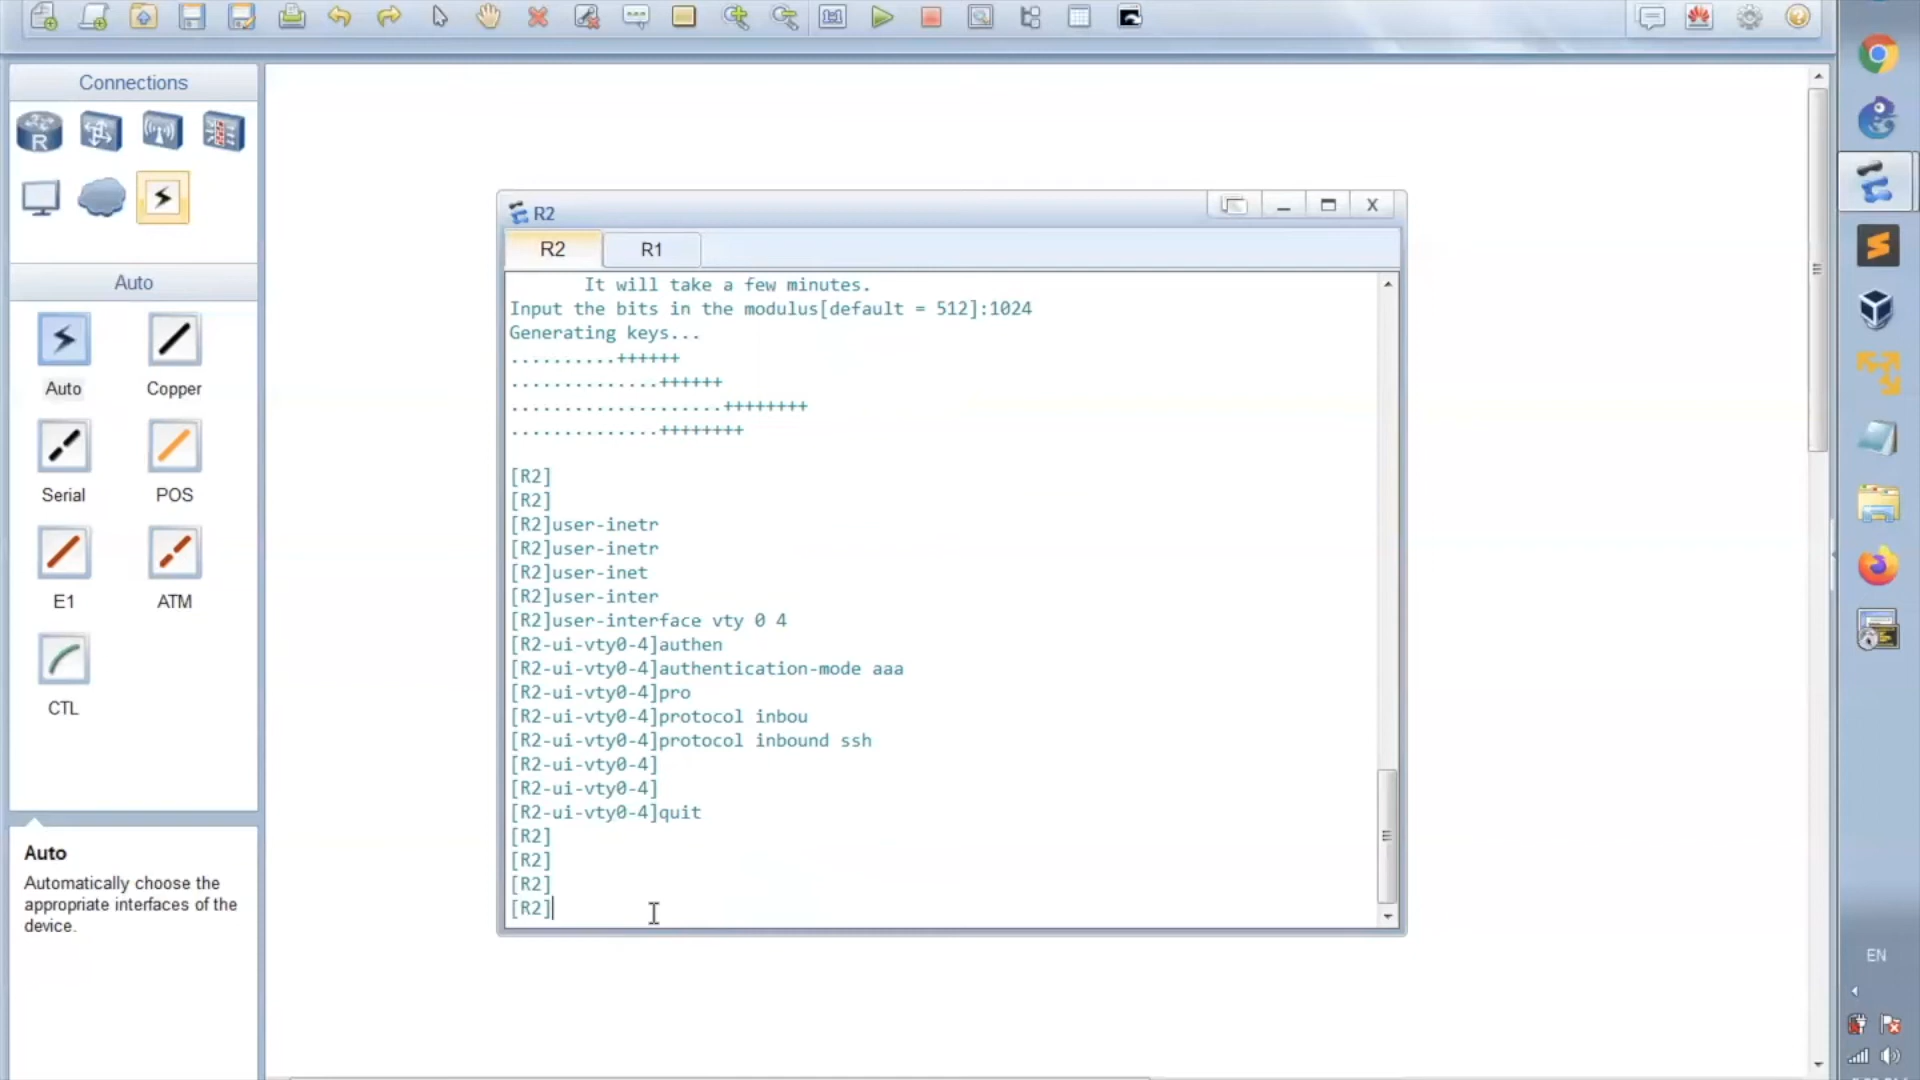 Connections
R
Auto
Auto
Copper
Serial
POS
E1
ATM
CTL
Auto
Automatically choose the
appropriate interfaces of the
device.
R2
R2
R1
It will take a few minutes.
Input the bits in the modulus[default = 512]:1024
Generating keys...
..........++++++
..............++++++
....................++++++++
..............++++++++
[R2]
[R2]
[R2]user-inetr
[R2]user-inetr
[R2]user-inet
[R2]user-inter
[R2]user-interface vty 0 4
[R2-ui-vty0-4]authen
[R2-ui-vty0-4]authentication-mode aaa
[R2-ui-vty0-4]pro
[R2-ui-vty0-4]protocol inbou
[R2-ui-vty0-4]protocol inbound ssh
[R2-ui-vty0-4]
[R2-ui-vty0-4]
[R2-ui-vty0-4]quit
[R2]
[R2]
[R2]
[R2]
EN